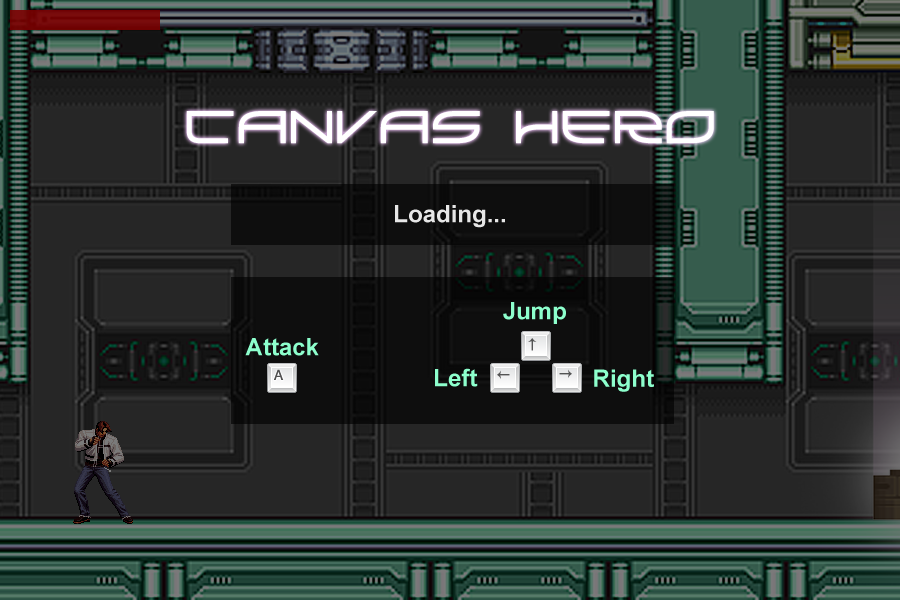 CANVAS HERO
Loading...
Jump
↑
Attack
A
Left ← → Right